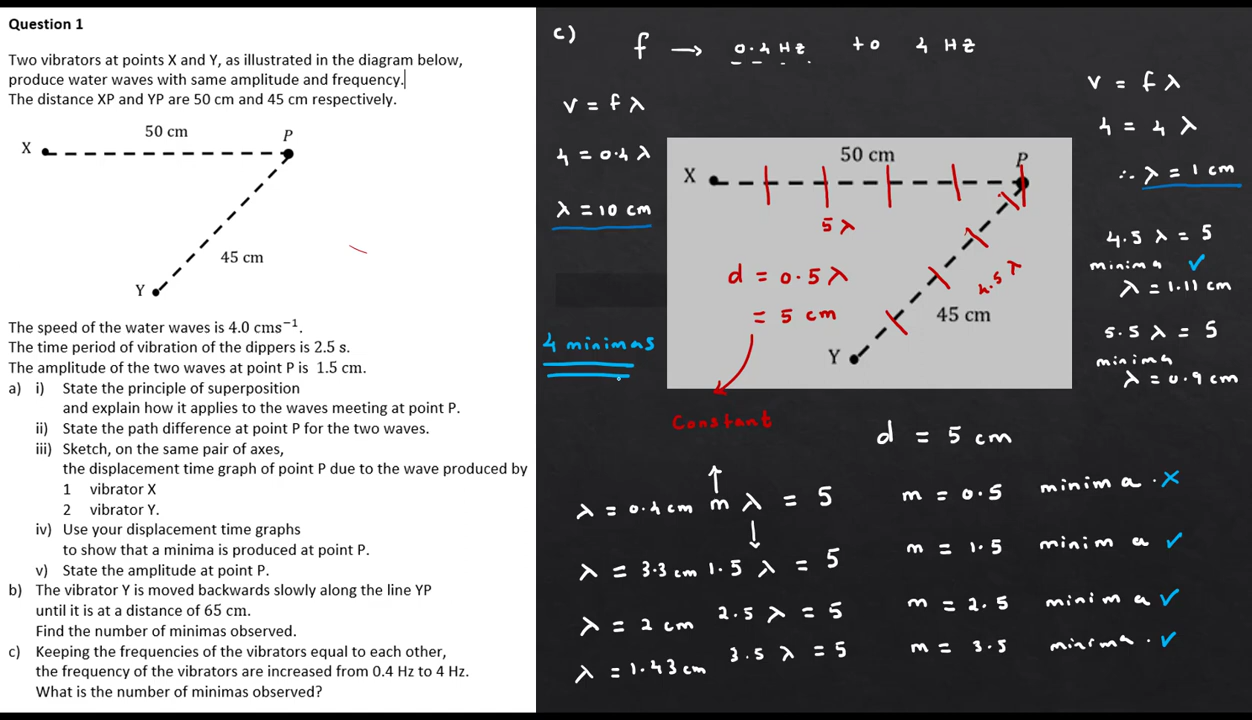 Question 1
Two vibrators at points X and Y, as illustrated in the diagram below,
produce water waves with same amplitude and frequency.
The distance XP and YP are 50 cm and 45 cm respectively.
50 cm
X
P
45 cm
Y
The speed of the water waves is 4.0 cms⁻¹.
The time period of vibration of the dippers is 2.5 s.
The amplitude of the two waves at point P is 1.5 cm.
a) i) State the principle of superposition
and explain how it applies to the waves meeting at point P.
ii) State the path difference at point P for the two waves.
iii) Sketch, on the same pair of axes,
the displacement time graph of point P due to the wave produced by
1 vibrator X
2 vibrator Y.
iv) Use your displacement time graphs
to show that a minima is produced at point P.
v) State the amplitude at point P.
b) The vibrator Y is moved backwards slowly along the line YP
until it is at a distance of 65 cm.
Find the number of minimas observed.
c) Keeping the frequencies of the vibrators equal to each other,
the frequency of the vibrators are increased from 0.4 Hz to 4 Hz.
What is the number of minimas observed?
c) f → 0.4 Hz to 4 Hz
v = f λ
4 = 0.4 λ
λ = 10 cm
4 minimas
50 cm
X
P
5 λ
d = 0.5 λ
= 5 cm
4.5 λ
45 cm
Y
Constant
v = f λ
4 = 4 λ
∴ λ = 1 cm
4.5 λ = 5
minima ✓
λ = 1.11 cm
5.5 λ = 5
minima
λ = 0.9 cm
d = 5 cm
λ = 0.4 cm m λ = 5 m = 0.5 minima ✗
λ = 3.3 cm 1.5 λ = 5 m = 1.5 minima ✓
λ = 2 cm 2.5 λ = 5 m = 2.5 minima ✓
λ = 1.43 cm 3.5 λ = 5 m = 3.5 minima ✓